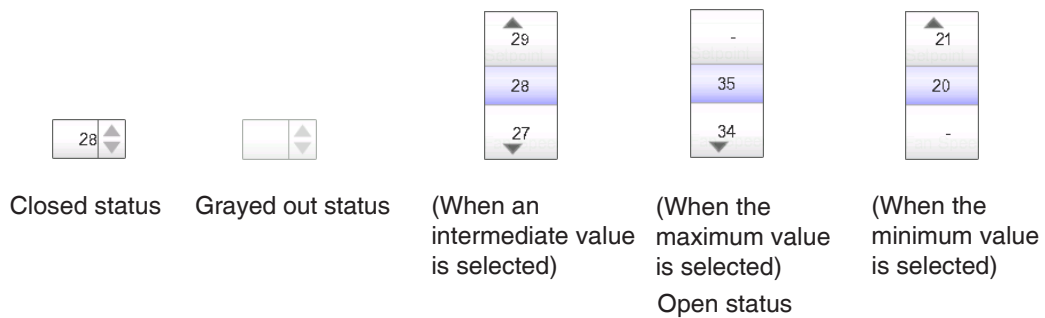 29
28
27
-
35
34
21
20
-
28
Closed status
Grayed out status
(When an
intermediate value
is selected)
(When the
maximum value
is selected)
Open status
(When the
minimum value
is selected)